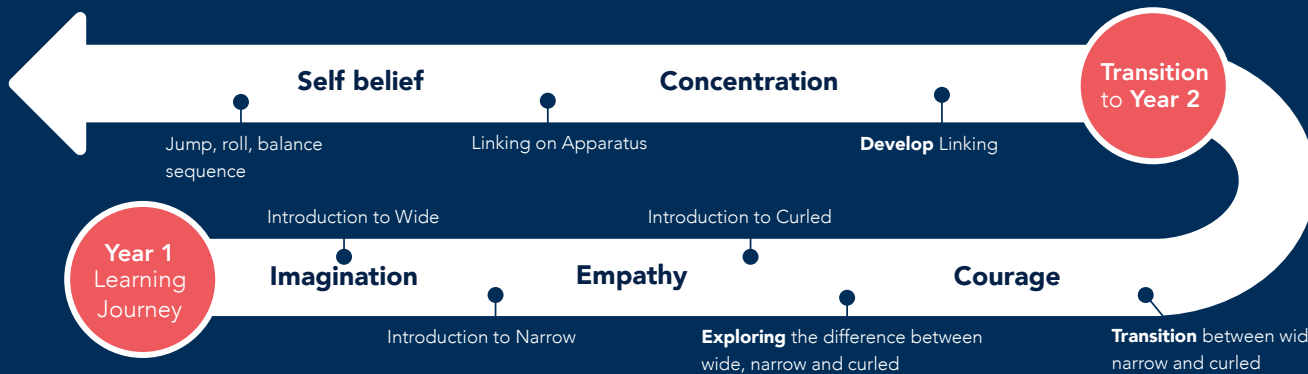 Self belief
Concentration
Transition
to Year 2
Jump, roll, balance
sequence
Linking on Apparatus
Develop Linking
Introduction to Wide
Introduction to Curled
Year 1
Learning
Journey
Imagination
Empathy
Courage
Introduction to Narrow
Exploring the difference between
wide, narrow and curled
Transition between wid
narrow and curled